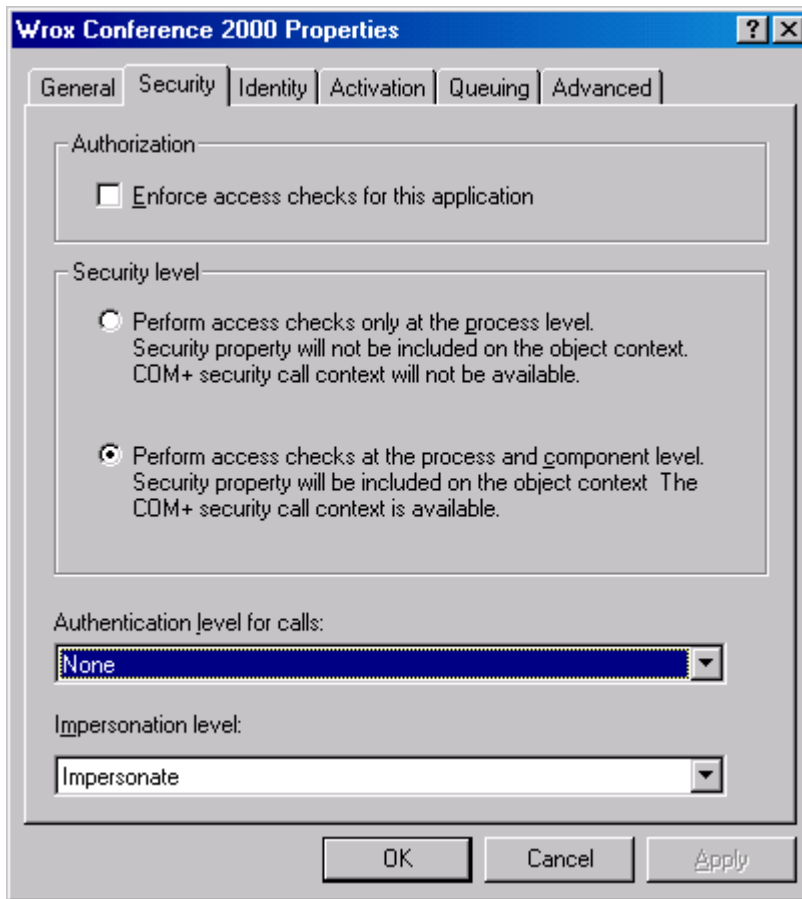 Wrox Conference 2000 Properties
General Security Identity Activation Queuing Advanced
Authorization
Enforce access checks for this application
Security level
Perform access checks only at the process level.
Security property will not be included on the object context.
COM+ security call context will not be available.
Perform access checks at the process and component level.
Security property will be included on the object context The
COM+ security call context is available.
Authentication level for calls:
None
Impersonation level:
Impersonate
OK Cancel Apply